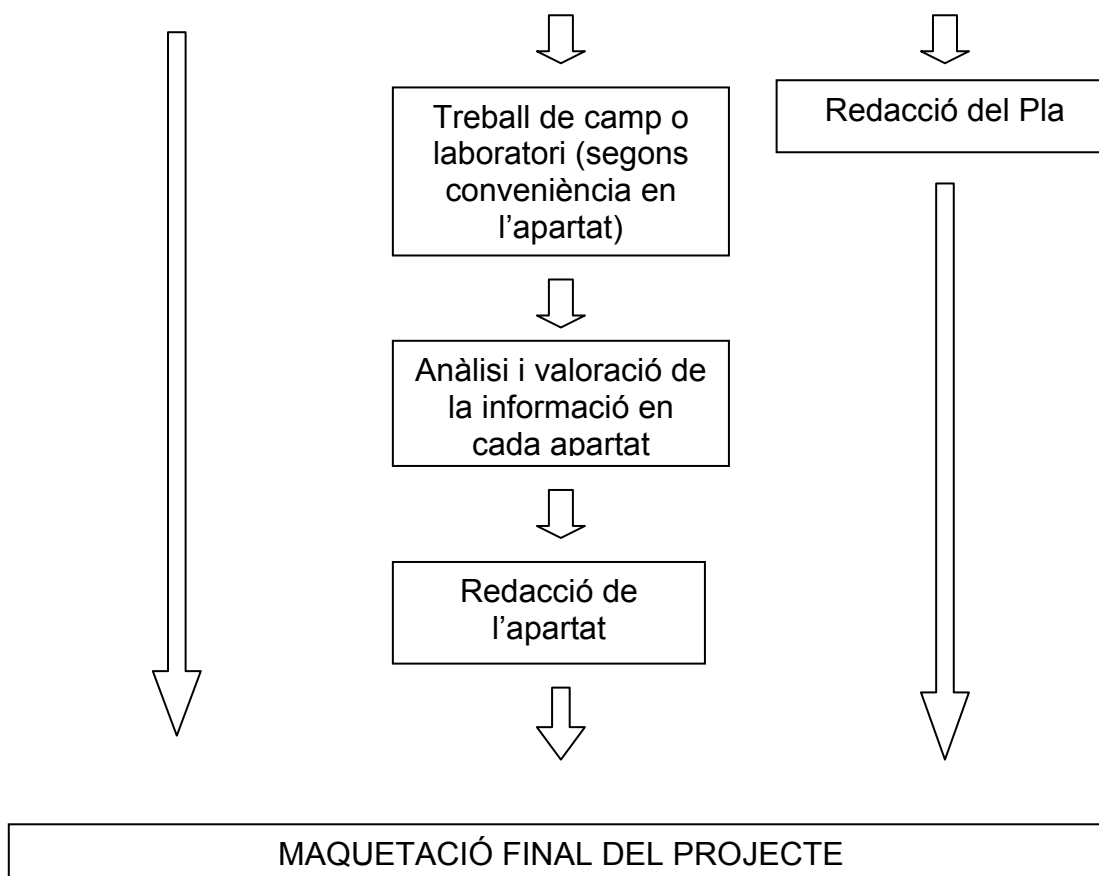 Treball de camp o
laboratori (segons
conveniència en
l’apartat)
Redacció del Pla
Anàlisi i valoració de
la informació en
cada apartat
Redacció de
l’apartat
MAQUETACIÓ FINAL DEL PROJECTE